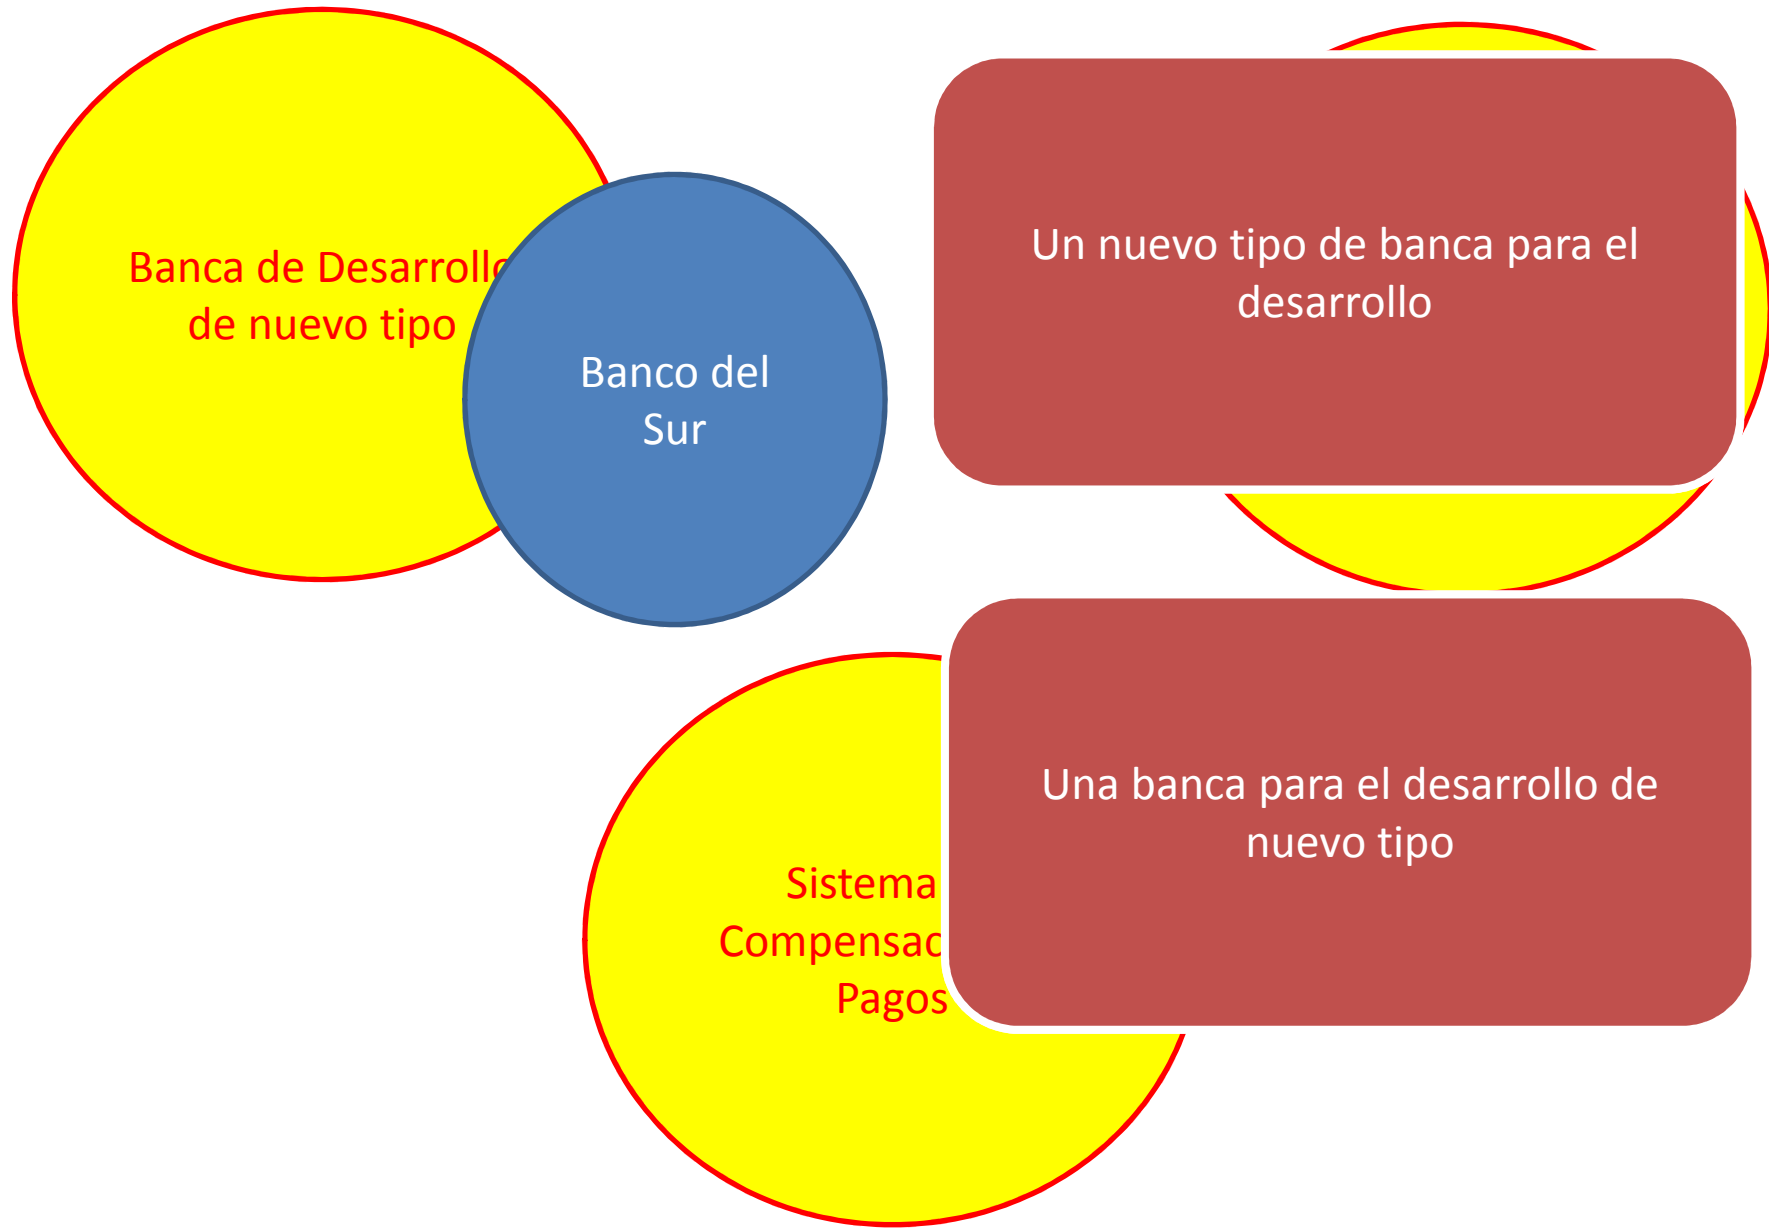 Banca de Desarrollo
de nuevo tipo
Banco del
Sur
Un nuevo tipo de banca para el
desarrollo
Una banca para el desarrollo de
nuevo tipo
Sistema
Compensac
Pagos